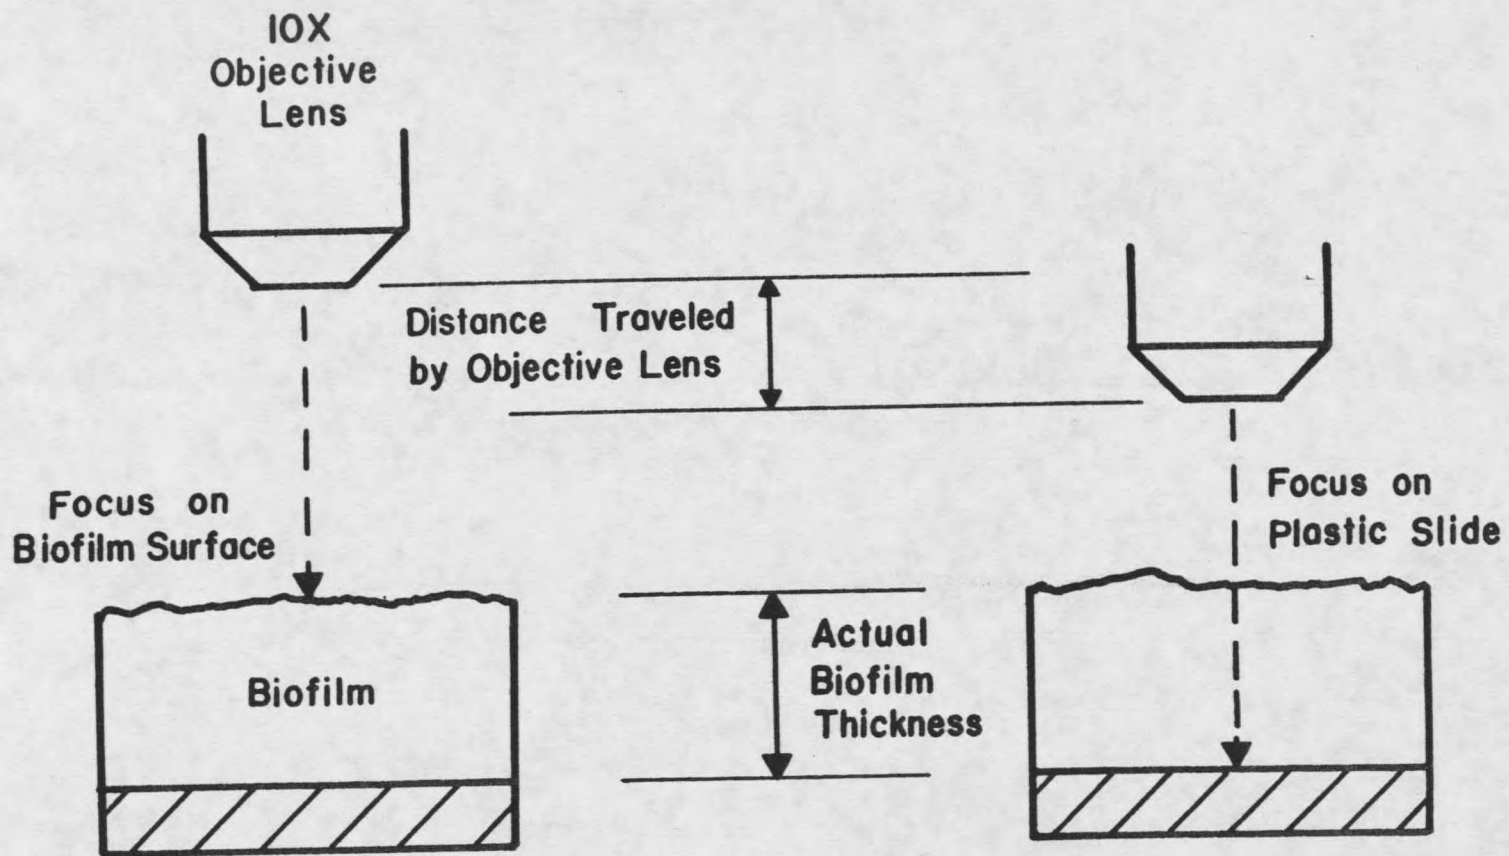 10X
Objective
Lens
Distance Traveled
by Objective Lens
Focus on
Biofilm Surface
Focus on
Plastic Slide
Actual
Biofilm
Thickness
Biofilm